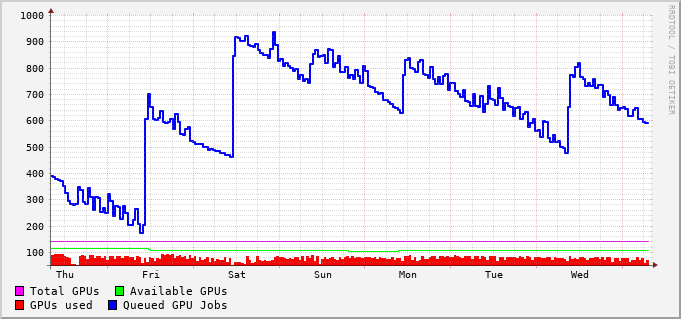 1000
900
800
700
600
500
400
300
200
100
Thu Fri Sat Sun Mon Tue Wed
Total GPUs Available GPUs
GPUs used Queued GPU Jobs
RRDTOOL / TOBI OETIKER